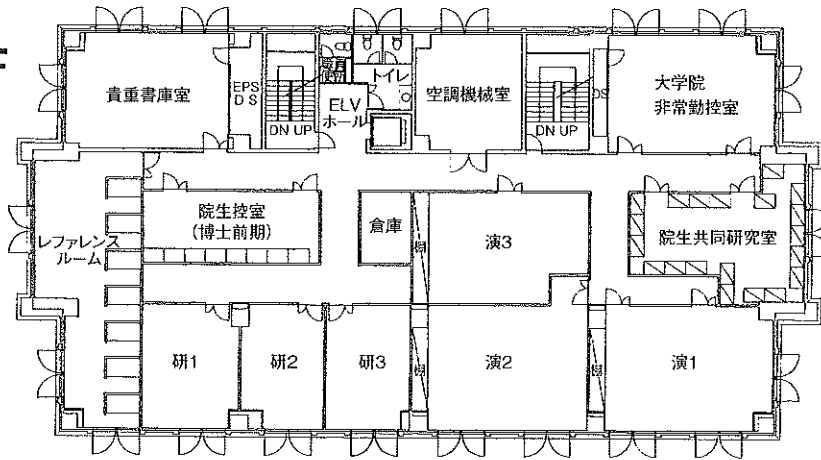 貴重書庫室
EPS
DS
DN UP
トイレ
ELV
ホール
空調機械室
DN UP
DS
大学院
非常勤控室
レファレンス
ルーム
院生控室
(博士前期)
倉庫
棚
演3
院生共同研究室
研1
研2
研3
棚
演2
棚
演1